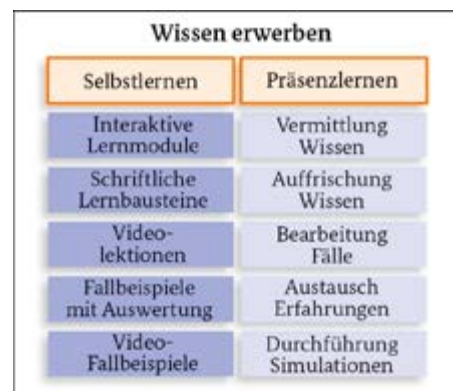 Wissen erwerben
Selbstlernen
Präsenzlernen
Interaktive
Lernmodule
Vermittlung
Wissen
Schriftliche
Lernbausteine
Auffrischung
Wissen
Video-
lektionen
Bearbeitung
Fälle
Fallbeispiele
mit Auswertung
Austausch
Erfahrungen
Video-
Fallbeispiele
Durchführung
Simulationen